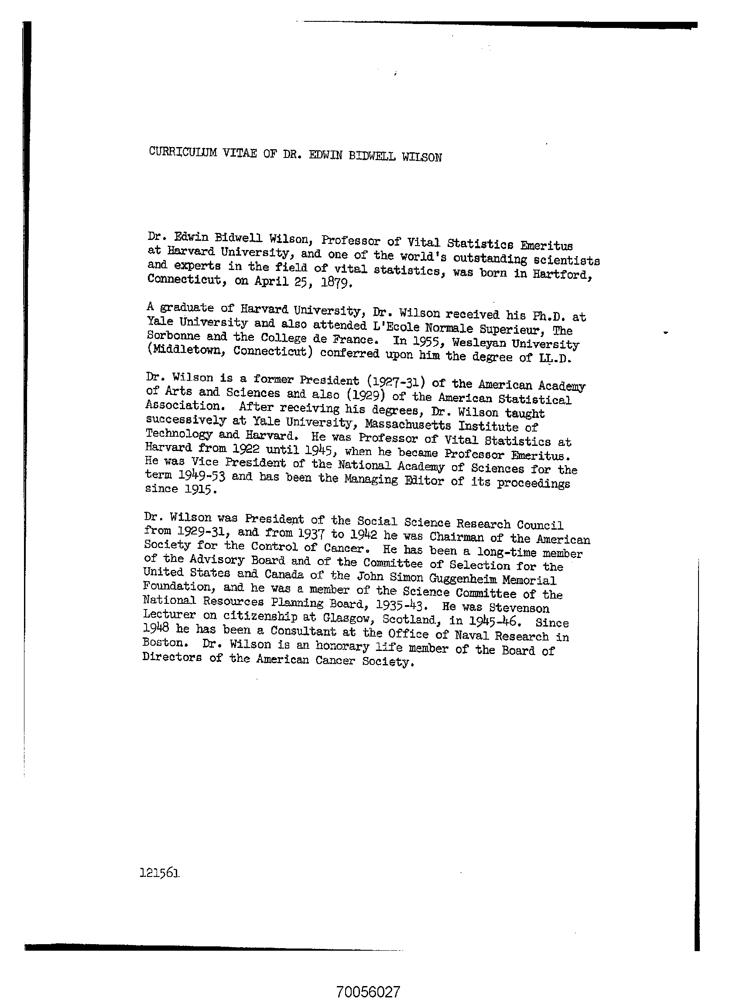 CURRICULUM VITAE OF DR. EDWIN BIDWELL WILSON
Dr. Edwin Bidwell Wilson, Professor of Vital Statistics Emeritus
at Harvard University, and one of the world's outstanding scientists
and experts in the field of vital statistics, was born in Hartford,
Connecticut, on April 25, 1879.
A graduate of Harvard University, Dr. Wilson received his Ph.D. at
Yale University and also attended L'Ecole Normale Superieur, The
Sorbonne and the College de France. In 1955, Wesleyan University
(Middletown, Connecticut) conferred upon him the degree of LL.D.
Dr. Wilson is a former President (1927-31) of the American Academy
of Arts and Sciences and also (1929) of the American Statistical
Association. After receiving his degrees, Dr. Wilson taught
successively at Yale University, Massachusetts Institute of
Technology and Harvard. He was Professor of Vital Statistics at
Harvard from 1922 until 1945, when he became Professor Emeritus.
He was Vice President of the National Academy of Sciences for the
term 1949-53 and has been the Managing Editor of its proceedings
since 1915.
Dr. Wilson was President of the Social Science Research Council
from 1929-31, and from 1937 to 1942 he was Chairman of the American
Society for the Control of Cancer. He has been a long-time member
of the Advisory Board and of the Committee of Selection for the
United States and Canada of the John Simon Guggenheim Memorial
Foundation, and he was a member of the Science Committee of the
National Resources Planning Board, 1935-43. He was Stevenson
Lecturer on citizenship at Glasgow, Scotland, in 1945-46. Since
1948 he has been a Consultant at the Office of Naval Research in
Boston. Dr. Wilson is an honorary life member of the Board of
Directors of the American Cancer Society.
121561
70056027